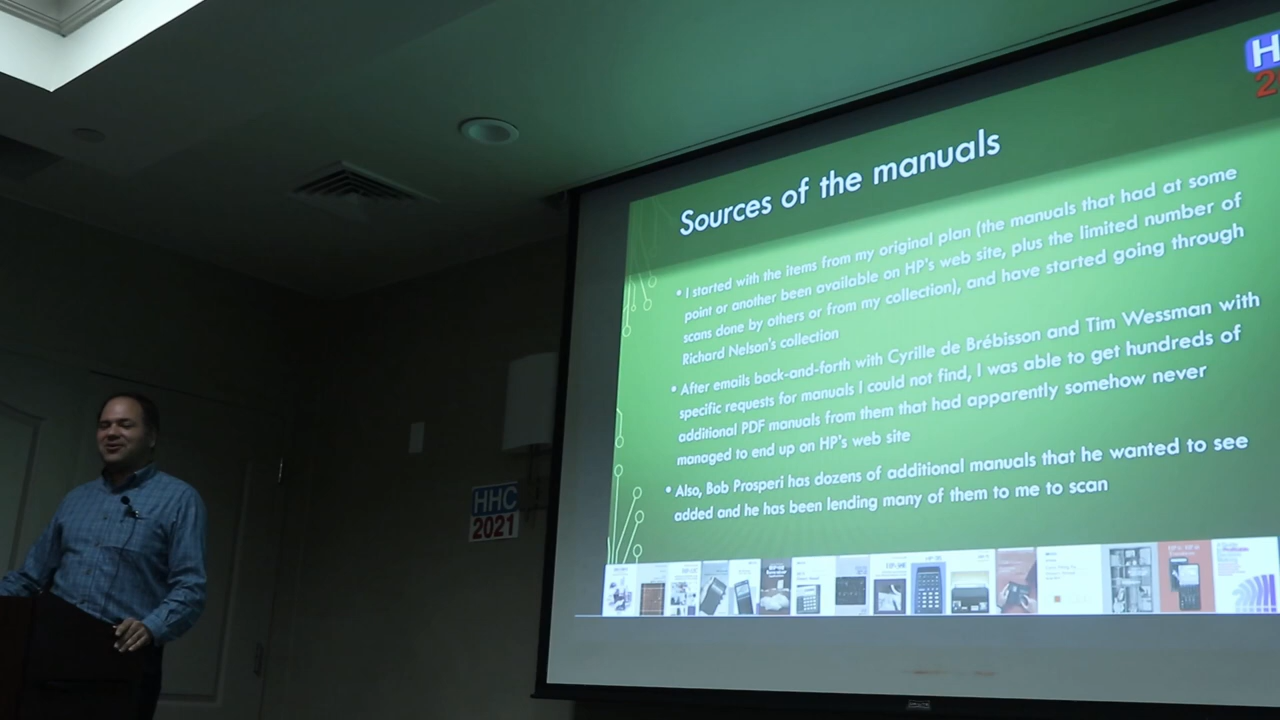 H
2
Sources of the manuals
• I started with the items from my original plan (the manuals that had at some
point or another been available on HP's web site, plus the limited number of
scans done by others or from my collection), and have started going through
Richard Nelson's collection
• After emails back-and-forth with Cyrille de Brébisson and Tim Wessman with
specific requests for manuals I could not find, I was able to get hundreds of
additional PDF manuals from them that had apparently somehow never
managed to end up on HP's web site
• Also, Bob Prosperi has dozens of additional manuals that he wanted to see
added and he has been lending many of them to me to scan
HHC
2021